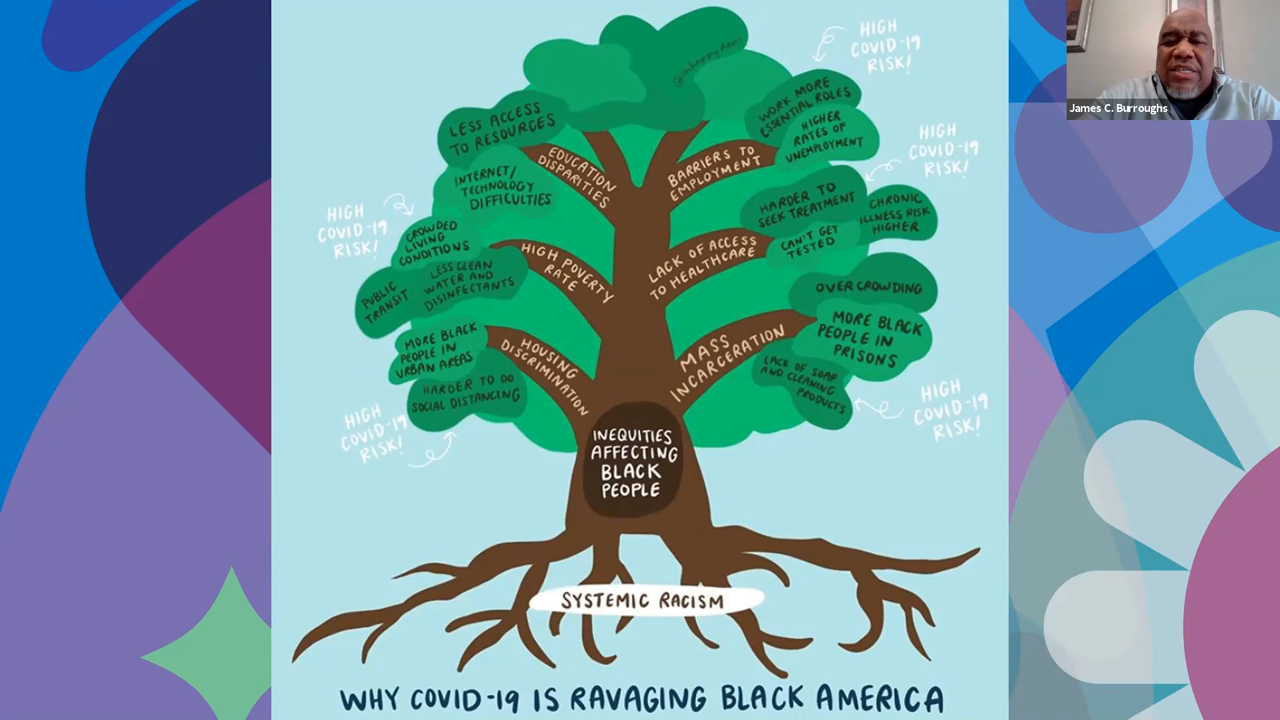 James C. Burroughs
@ohhappydani
HIGH
COVID-19
RISK!
WORK MORE
ESSENTIAL ROLES
HIGHER
RATES OF
UNEMPLOYMENT
BARRIERS TO
EMPLOYMENT
LESS ACCESS
TO RESOURCES
INTERNET/
TECHNOLOGY
DIFFICULTIES
EDUCATION
DISPARITIES
HIGH
COVID-19
RISK!
HARDER TO
SEEK TREATMENT
CHRONIC
ILLNESS RISK
HIGHER
CAN'T GET
TESTED
LACK OF ACCESS
TO HEALTHCARE
HIGH
COVID-19
RISK!
CROWDED
LIVING
CONDITIONS
LESS CLEAN
WATER AND
DISINFECTANTS
PUBLIC
TRANSIT
HIGH POVERTY
RATE
OVER CROWDING
MORE BLACK
PEOPLE IN
PRISONS
LACK OF SOAP
AND CLEANING
PRODUCTS
MASS
INCARCERATION
HIGH
COVID-19
RISK!
MORE BLACK
PEOPLE IN
URBAN AREAS
HARDER TO DO
SOCIAL DISTANCING
HOUSING
DISCRIMINATION
HIGH
COVID-19
RISK!
INEQUITIES
AFFECTING
BLACK
PEOPLE
SYSTEMIC RACISM
WHY COVID-19 IS RAVAGING BLACK AMERICA